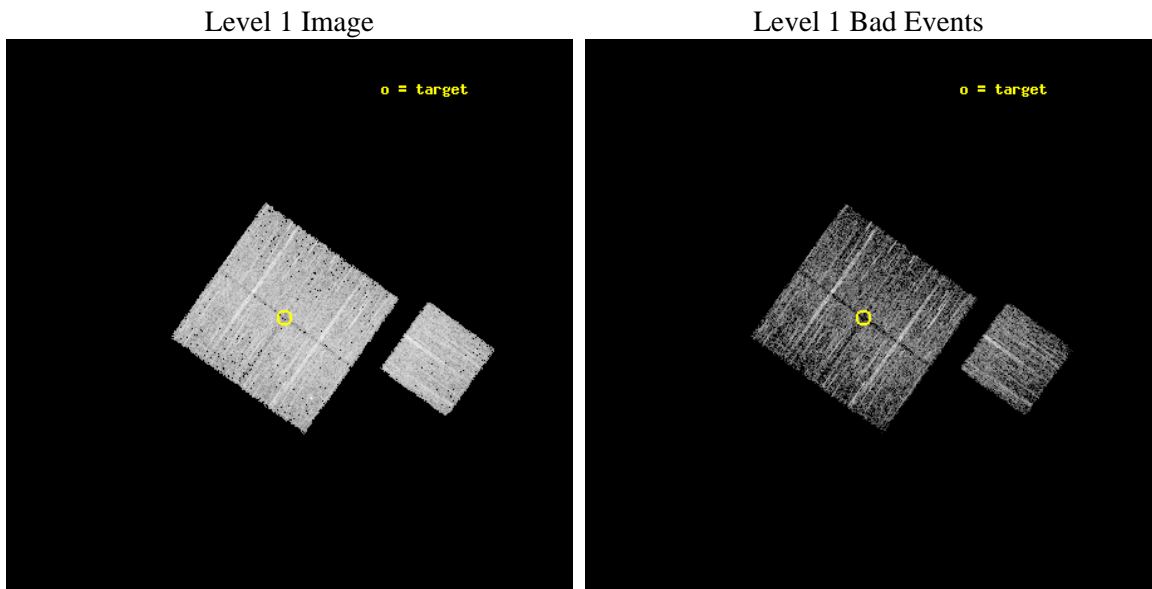 Level 1 Image
Level 1 Bad Events
o = target
o = target